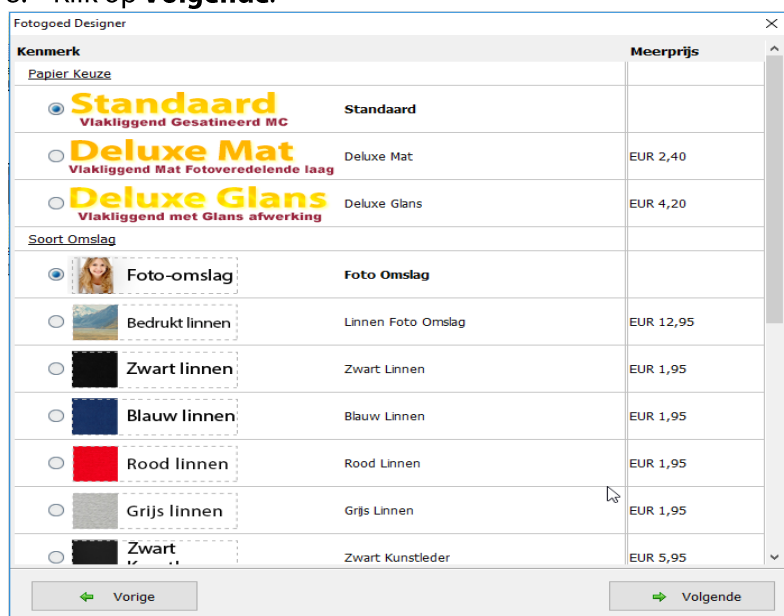 Klik op Volgende.
Fotogoed Designer
Kenmerk Meerprijs
Papier Keuze
Standaard
Vlakliggend Gesatineerd MC
Standaard
Deluxe Mat
Vlakliggend Mat Fotoveredelende laag
Deluxe Mat EUR 2,40
Deluxe Glans
Vlakliggend met Glans afwerking
Deluxe Glans EUR 4,20
Soort Omslag
Foto-omslag Foto Omslag
Bedrukt linnen Linnen Foto Omslag EUR 12,95
Zwart linnen Zwart Linnen EUR 1,95
Blauw linnen Blauw Linnen EUR 1,95
Rood linnen Rood Linnen EUR 1,95
Grijs linnen Grijs Linnen EUR 1,95
Zwart
Zwart Kunstleder EUR 5,95
Vorige Volgende